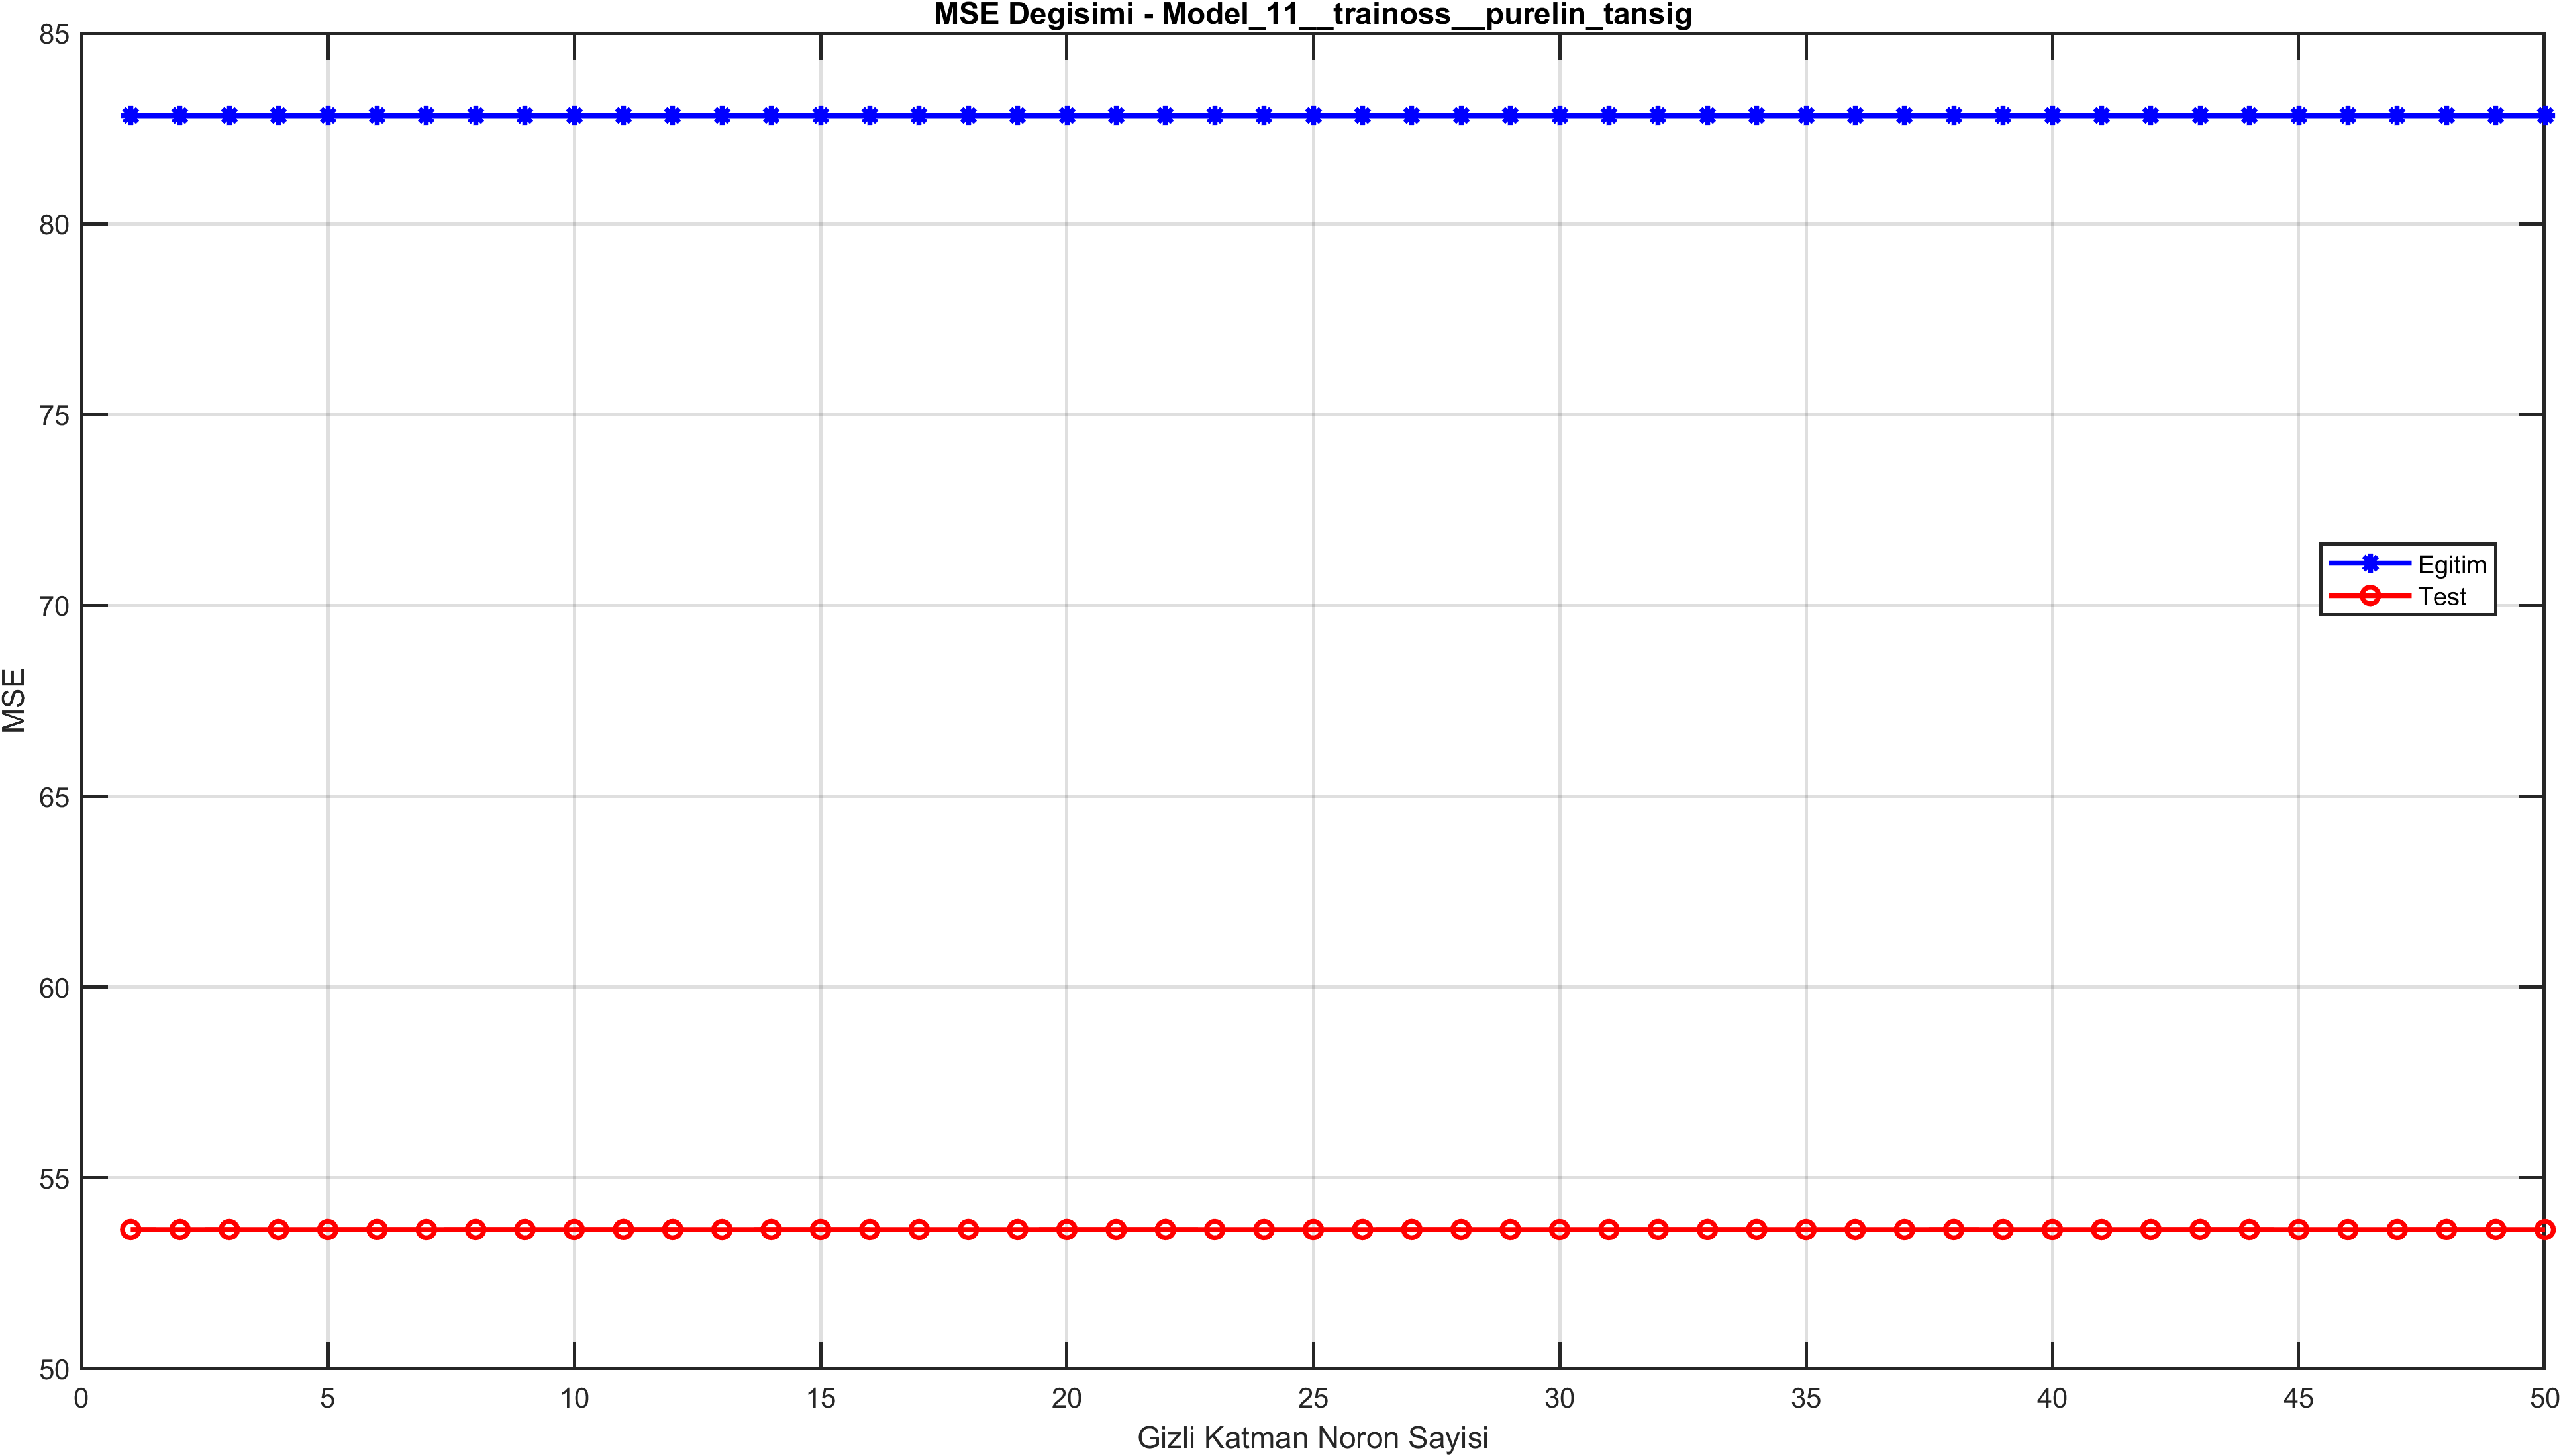 MSE Degisimi - Model_11__trainoss__purelin_tansig
85
80
75
70
65
60
55
50
MSE
Egitim
Test
0 5 10 15 20 25 30 35 40 45 50
Gizli Katman Noron Sayisi